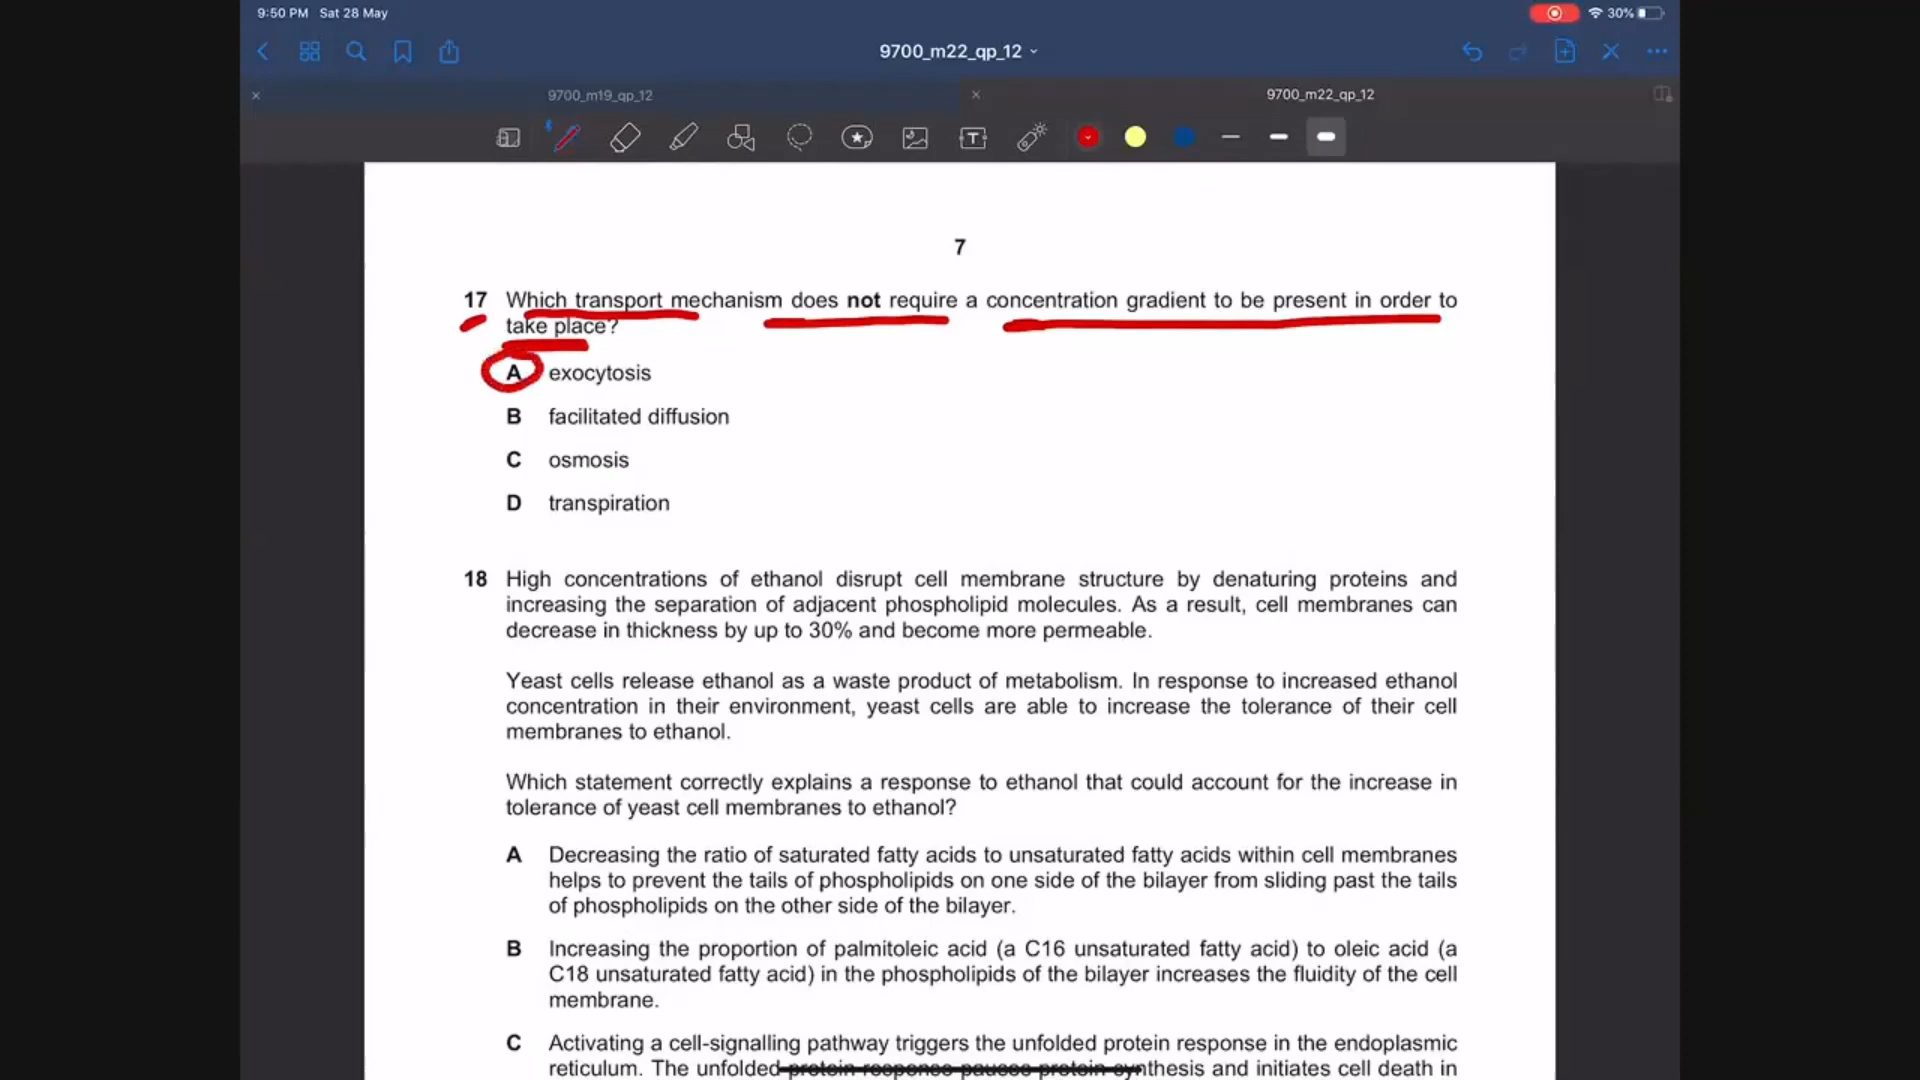 9:50 PM Sat 28 May
30%
9700_m22_qp_12
9700_m19_qp_12
9700_m22_qp_12
7
17 Which transport mechanism does not require a concentration gradient to be present in order to
take place?
A exocytosis
B facilitated diffusion
C osmosis
D transpiration
18 High concentrations of ethanol disrupt cell membrane structure by denaturing proteins and
increasing the separation of adjacent phospholipid molecules. As a result, cell membranes can
decrease in thickness by up to 30% and become more permeable.
Yeast cells release ethanol as a waste product of metabolism. In response to increased ethanol
concentration in their environment, yeast cells are able to increase the tolerance of their cell
membranes to ethanol.
Which statement correctly explains a response to ethanol that could account for the increase in
tolerance of yeast cell membranes to ethanol?
A Decreasing the ratio of saturated fatty acids to unsaturated fatty acids within cell membranes
helps to prevent the tails of phospholipids on one side of the bilayer from sliding past the tails
of phospholipids on the other side of the bilayer.
B Increasing the proportion of palmitoleic acid (a C16 unsaturated fatty acid) to oleic acid (a
C18 unsaturated fatty acid) in the phospholipids of the bilayer increases the fluidity of the cell
membrane.
C Activating a cell-signalling pathway triggers the unfolded protein response in the endoplasmic
reticulum. The unfolded protein response pauses protein synthesis and initiates cell death in